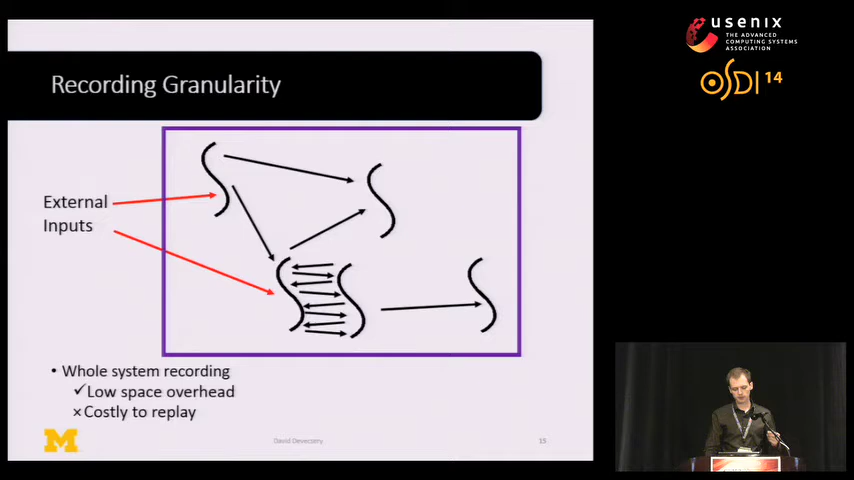 Recording Granularity
External
Inputs
• Whole system recording
✓Low space overhead
×Costly to replay
M
David Devecsery
15
usenix
THE ADVANCED
COMPUTING SYSTEMS
ASSOCIATION
OSDI 14